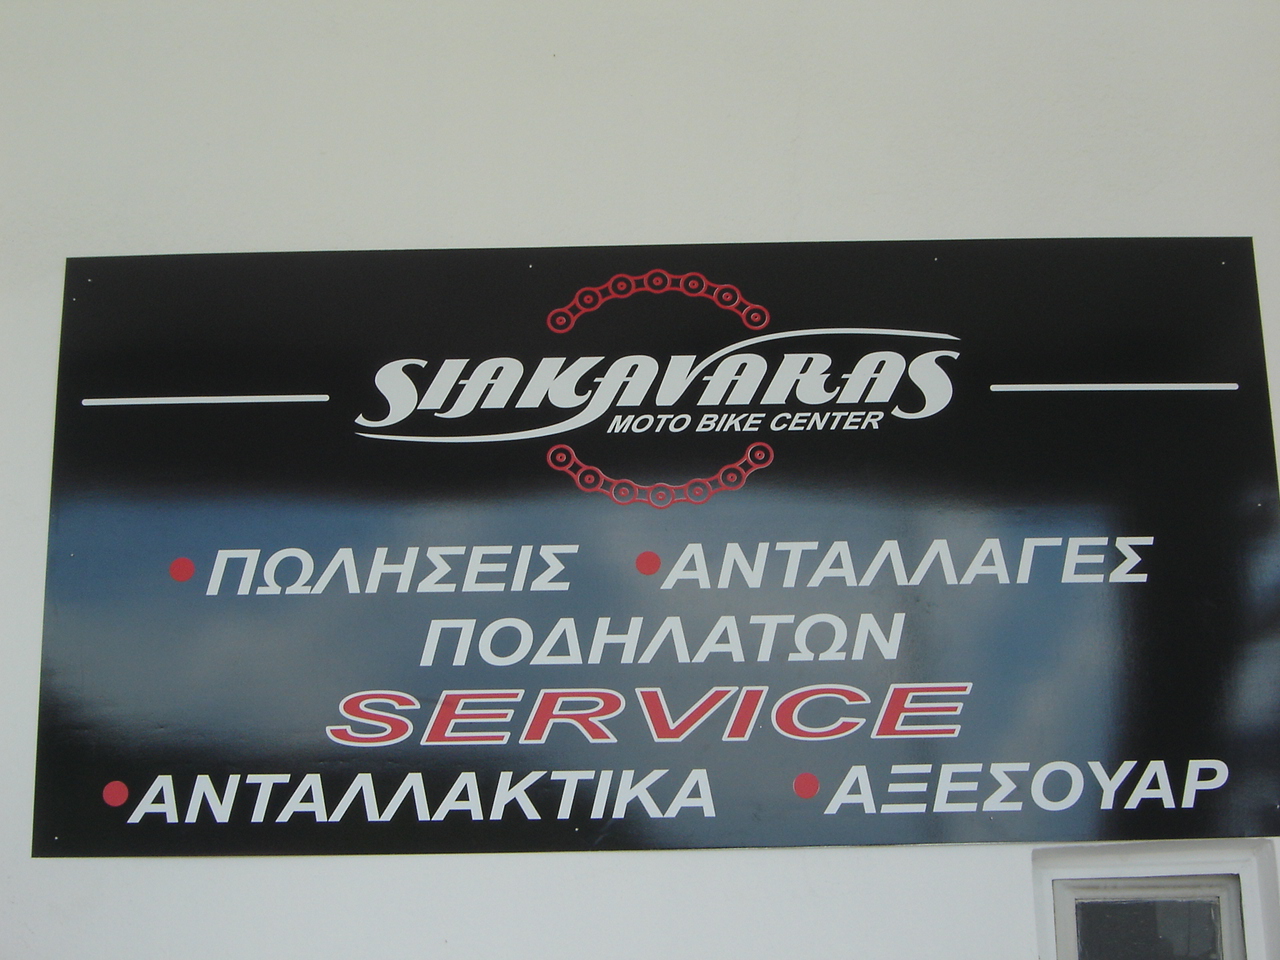 SIAKAVARAS
MOTO BIKE CENTER
• ΠΩΛΗΣΕΙΣ • ΑΝΤΑΛΛΑΓΕΣ
ΠΟΔΗΛΑΤΩΝ
SERVICE
• ΑΝΤΑΛΛΑΚΤΙΚΑ • ΑΞΕΣΟΥΑΡ